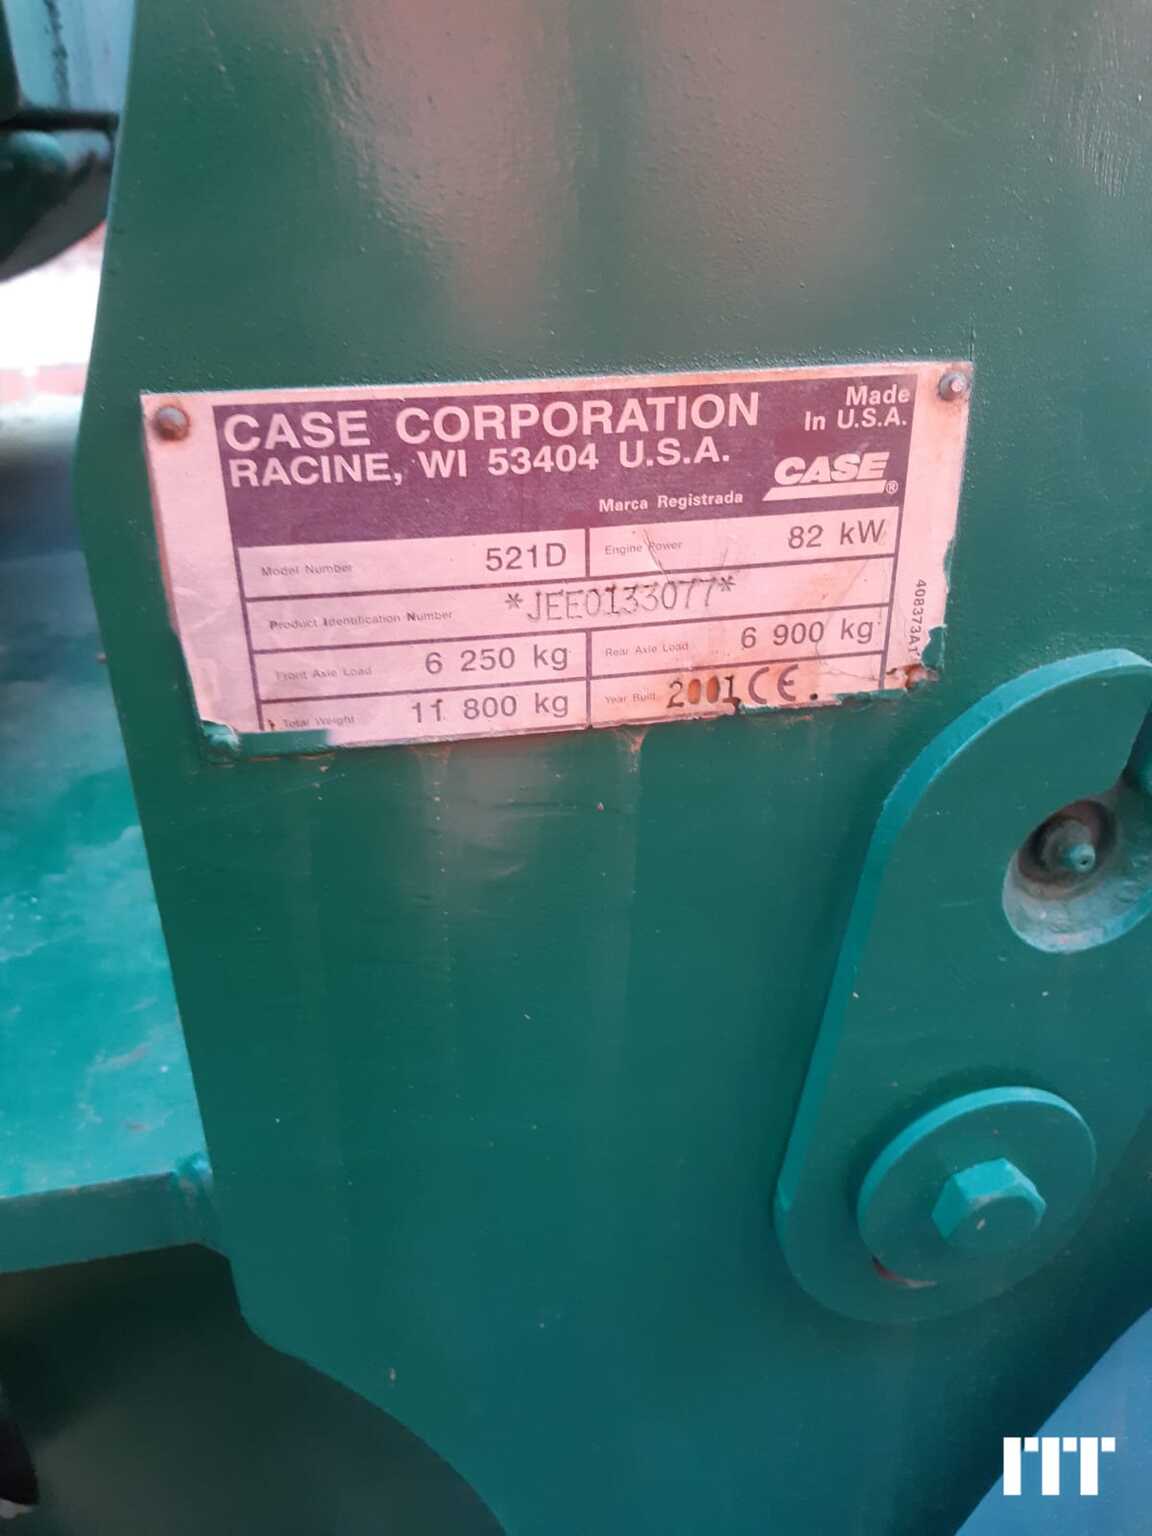 CASE CORPORATION
RACINE, WI 53404 U.S.A.
Made
In U.S.A.
CASE®
Marca Registrada
Model Number 521D Engine Power 82 kW
Product Identification Number *JEE0133077*
Front Axle Load 6 250 kg Rear Axle Load 6 900 kg
Total Weight 11 800 kg Year Built 2001 CE
408373A1